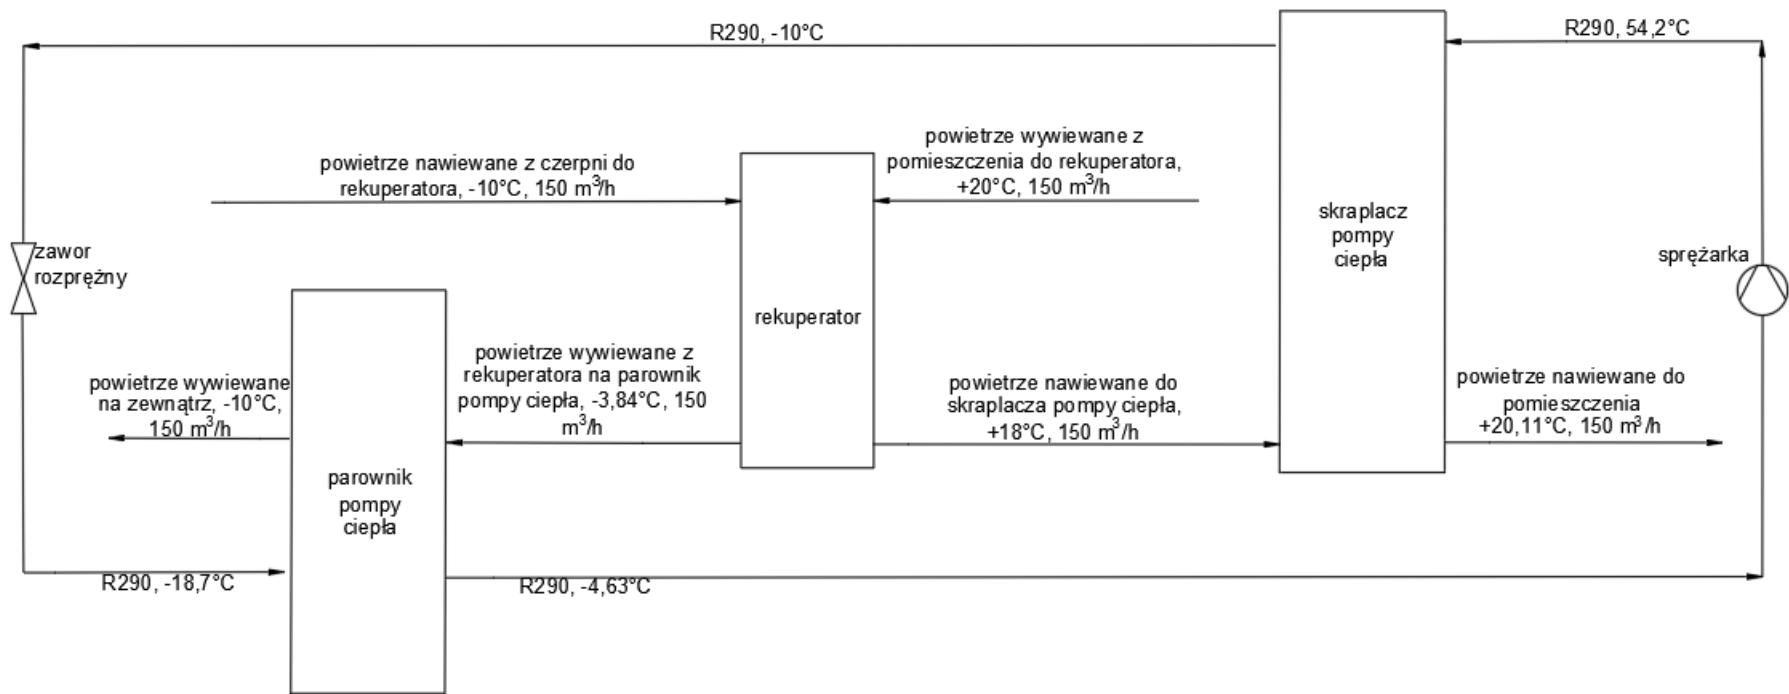 R290, -10°C
R290, 54,2°C
powietrze nawiewane z czerpni do
rekuperatora, -10°C, 150 m³/h
powietrze wywiewane z
pomieszczenia do rekuperatora,
+20°C, 150 m³/h
skraplacz
pompy
ciepła
zawor
rozprężny
sprężarka
rekuperator
powietrze wywiewane
na zewnątrz, -10°C,
150 m³/h
powietrze wywiewane z
rekuperatora na parownik
pompy ciepła, -3,84°C, 150
m³/h
powietrze nawiewane do
skraplacza pompy ciepła,
+18°C, 150 m³/h
powietrze nawiewane do
pomieszczenia
+20,11°C, 150 m³/h
parownik
pompy
ciepła
R290, -18,7°C
R290, -4,63°C